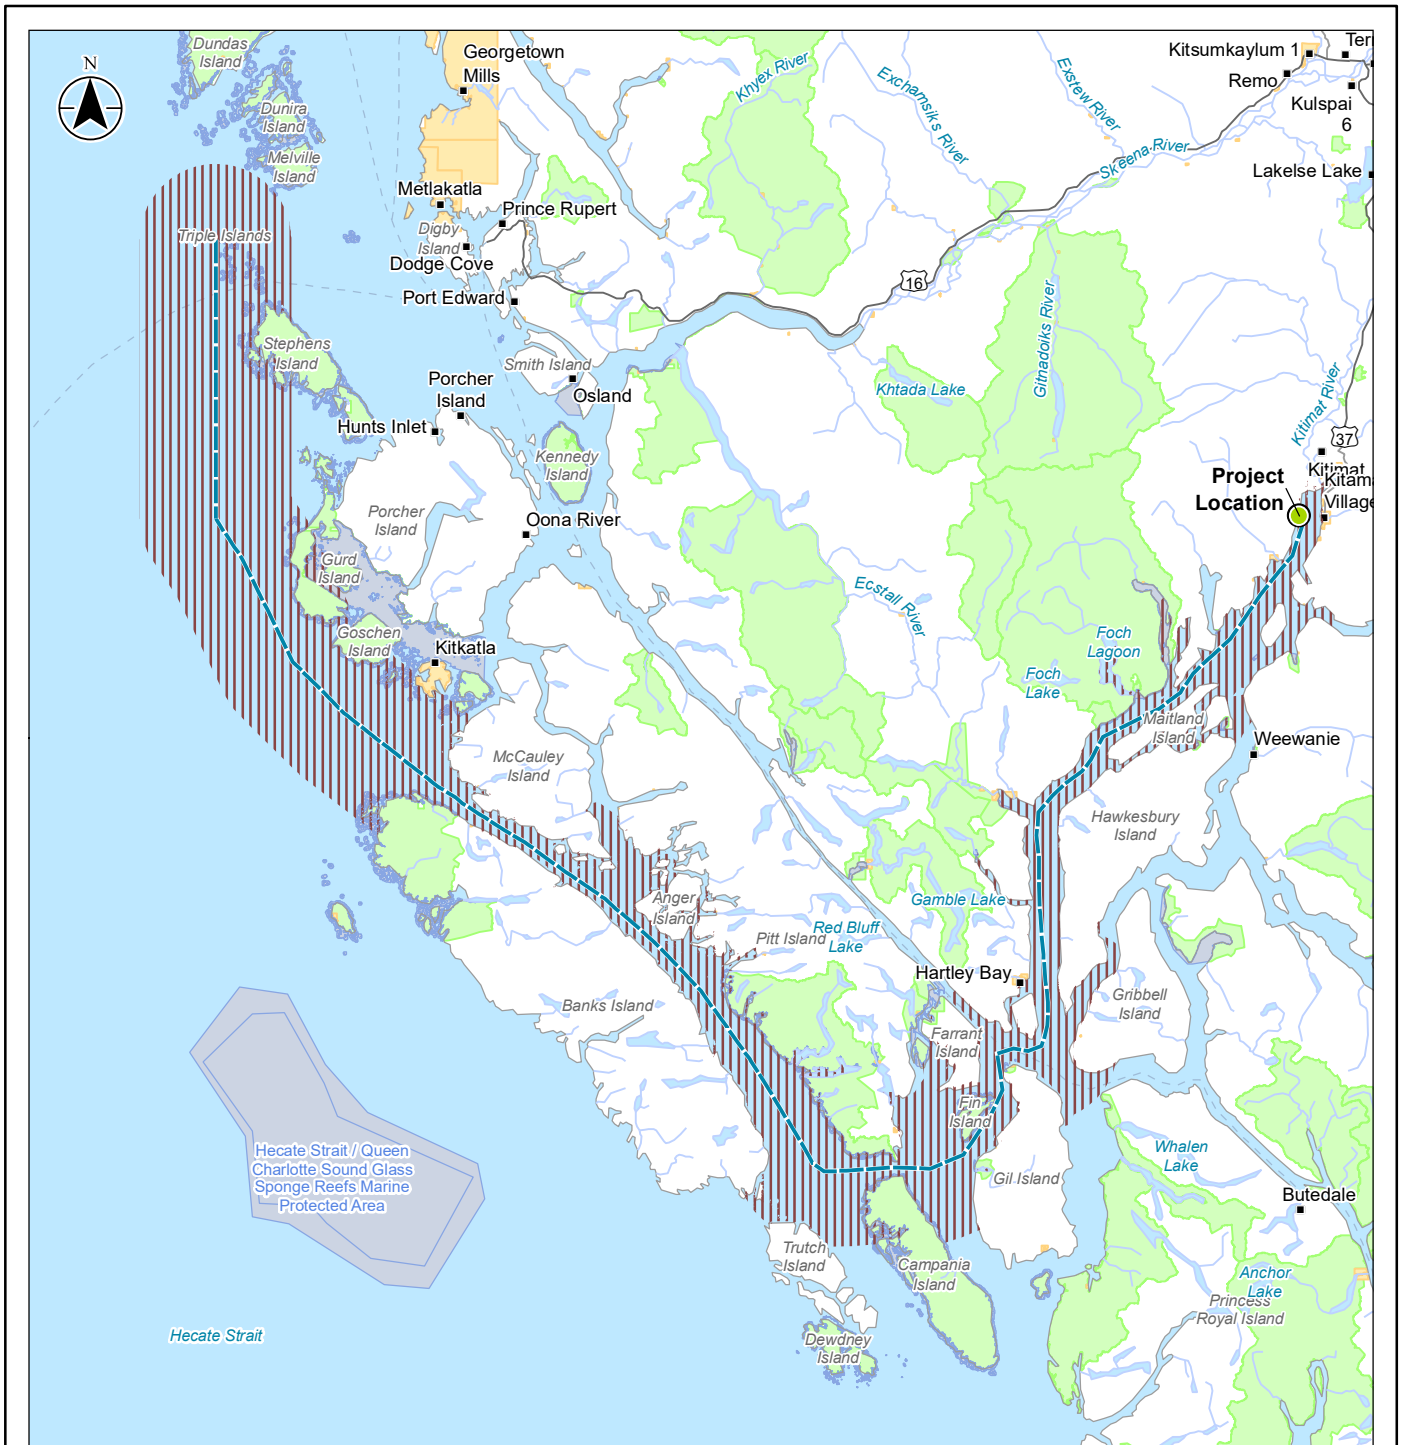 Dundas
Island
N
Georgetown
Mills
Khyex River
Exchamsiks River
Exstew River
Kitsumkaylum 1
Remo
Kulspai
6
Skeena River
Lakelse Lake
Dunira
Island
Melville
Island
Metlakatla
Prince Rupert
Digby
Island
Dodge Cove
Port Edward
Triple Islands
16
Gitnadoiks River
Stephens
Island
Smith Island
Osland
Porcher
Island
Hunts Inlet
Khtada Lake
Kitimat River
37
Kennedy
Island
Kitimat
Village
Project
Location
Porcher
Island
Oona River
Gurd
Island
Ecstall River
Goschen
Island
Kitkatla
Foch
Lagoon
Foch
Lake
Maitland
Island
Weewanie
McCauley
Island
Hawkesbury
Island
Anger
Island
Pitt Island
Red Bluff
Lake
Gamble Lake
Hartley Bay
Banks Island
Gribbell
Island
Farrant
Island
Fin
Island
Hecate Strait / Queen
Charlotte Sound Glass
Sponge Reefs Marine
Protected Area
Whalen
Lake
Gil Island
Butedale
Trutch
Island
Campania
Island
Anchor
Lake
Princess
Royal Island
Hecate Strait
Dewdney
Island